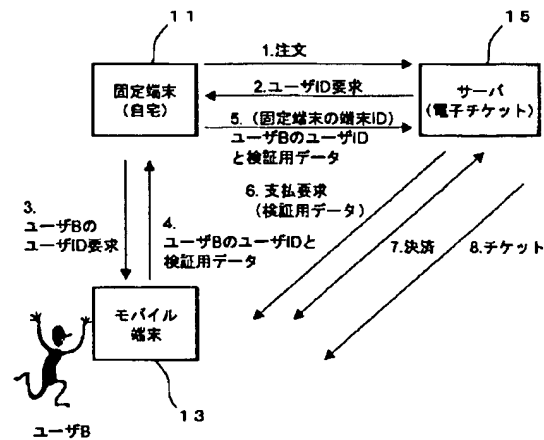 11
15
1.注文
固定端末
(自宅)
2.ユーザID要求
サーバ
(電子チケット)
5.(固定端末の端末ID)
ユーザBのユーザID
と検証用データ
6.支払要求
(検証用データ)
3.
ユーザBの
ユーザID要求
4.
ユーザBのユーザIDと
検証用データ
7.決済
8.チケット
モバイル
端末
13
ユーザB